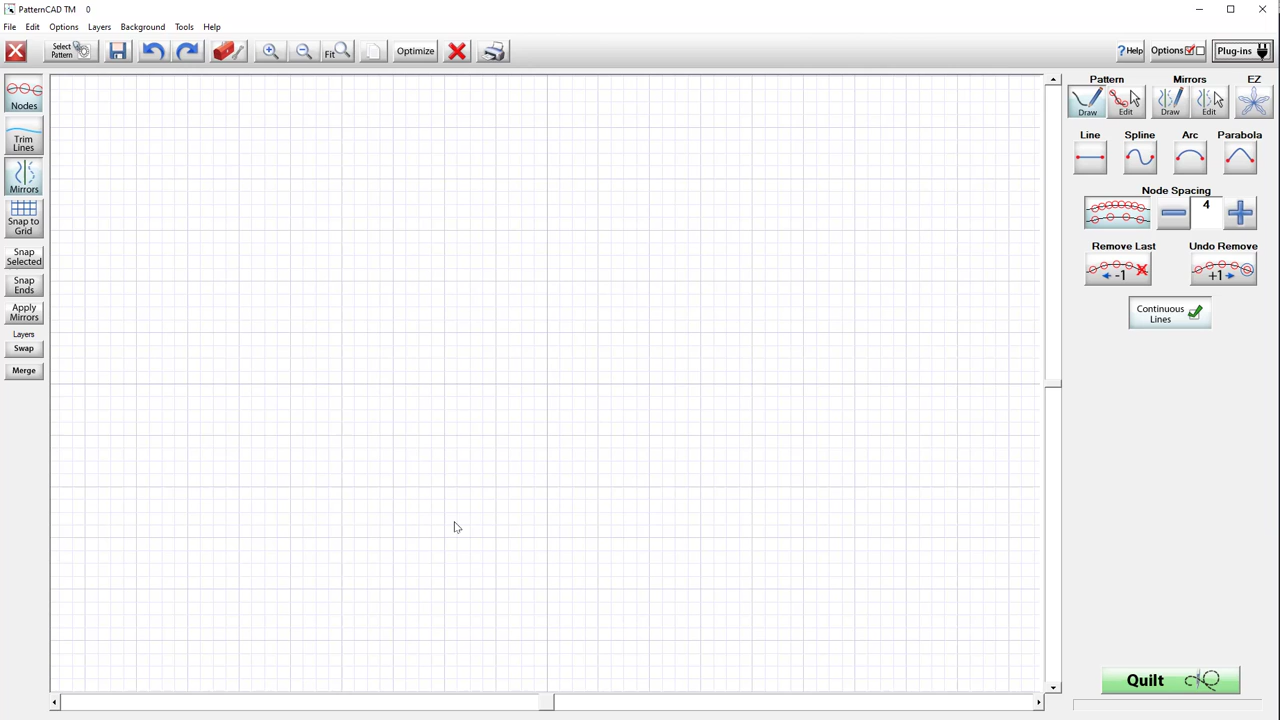 PatternCAD TM 0
File Edit Options Layers Background Tools Help
Select Pattern Fit Optimize Help Options Plug-ins
Nodes
Trim
Lines
Mirrors
Snap to
Grid
Snap
Selected
Snap
Ends
Apply
Mirrors
Layers
Swap
Merge
Pattern Mirrors EZ
Draw Edit Draw Edit
Line Spline Arc Parabola
Node Spacing
4
Remove Last Undo Remove
-1 +1
Continuous
Lines
Quilt